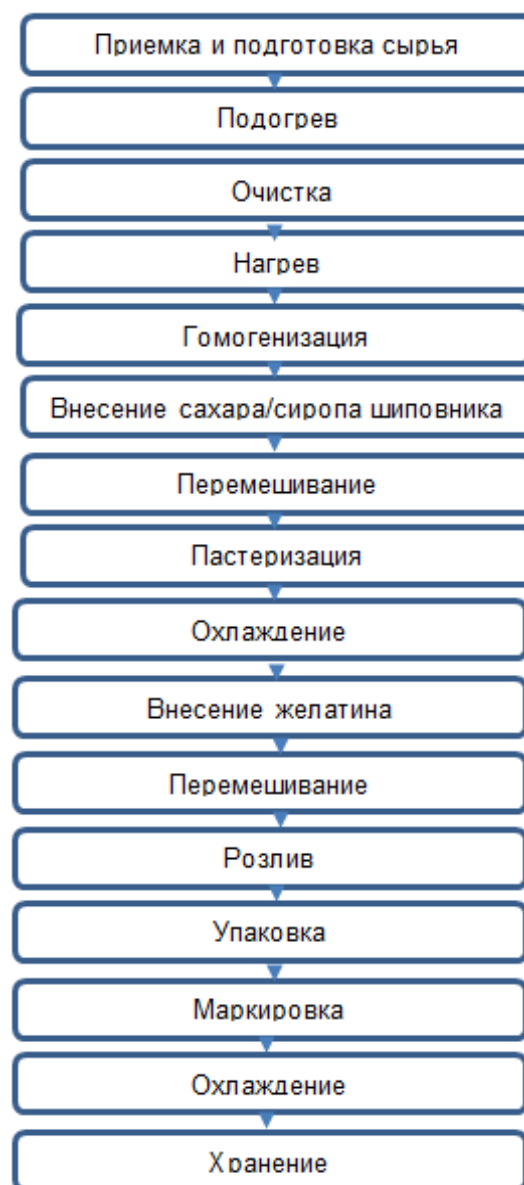 Приемка и подготовка сырья
Подогрев
Очистка
Нагрев
Гомогенизация
Внесение сахара/сиропа шиповника
Перемешивание
Пастеризация
Охлаждение
Внесение желатина
Перемешивание
Розлив
Упаковка
Маркировка
Охлаждение
Хранение